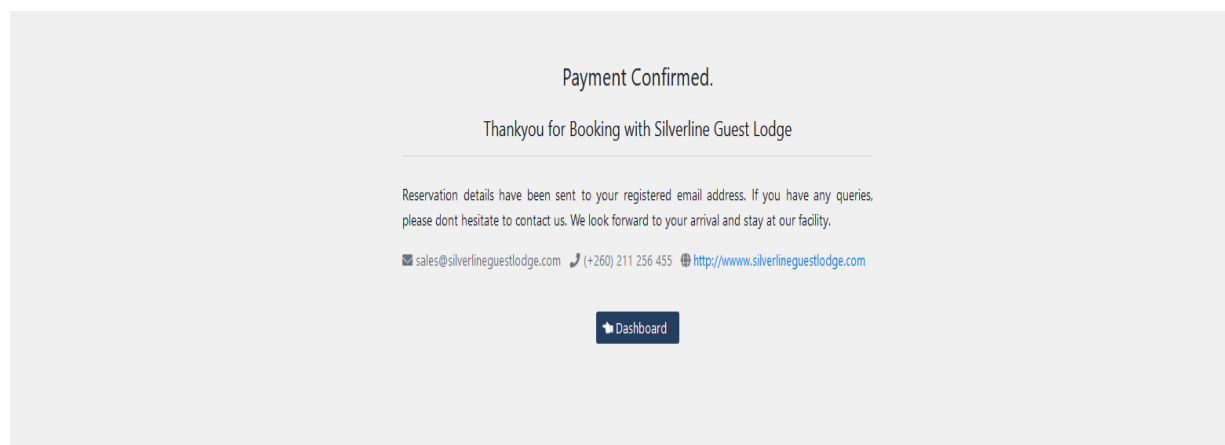 Payment Confirmed.
Thankyou for Booking with Silverline Guest Lodge
Reservation details have been sent to your registered email address. If you have any queries,
please dont hesitate to contact us. We look forward to your arrival and stay at our facility.
sales@silverlineguestlodge.com (+260) 211 256 455 http://wwww.silverlineguestlodge.com
Dashboard